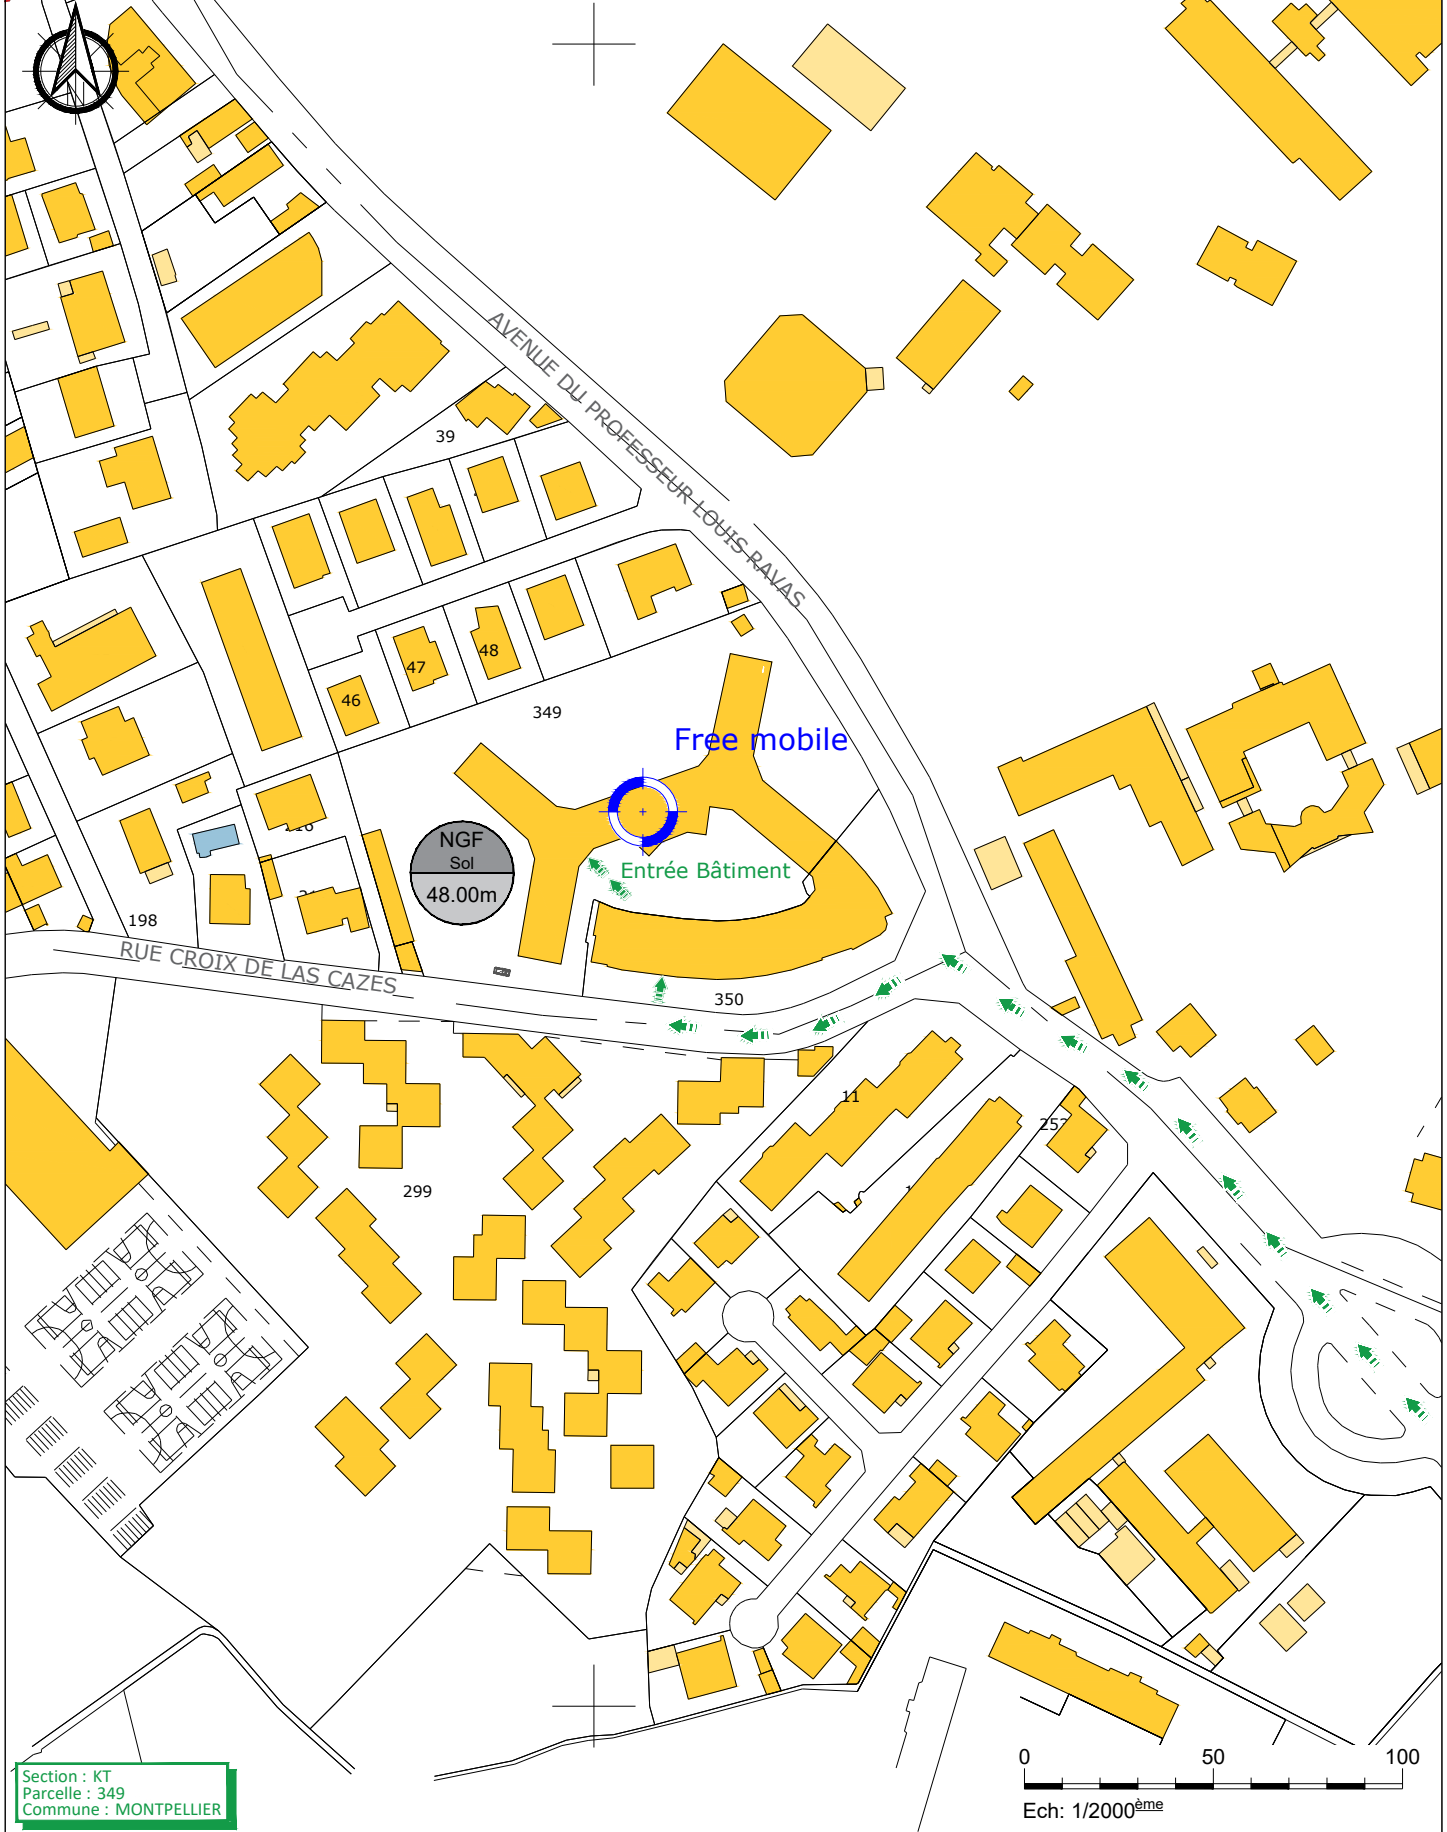 AVENUE DU PROFESSEUR LOUIS RAVAS
39
48
47
46
349
Free mobile
NGF
Sol
48.00m
Entrée Bâtiment
198
RUE CROIX DE LAS CAZES
350
11
299
Section : KT
Parcelle : 349
Commune : MONTPELLIER
0 50 100
Ech: 1/2000ème